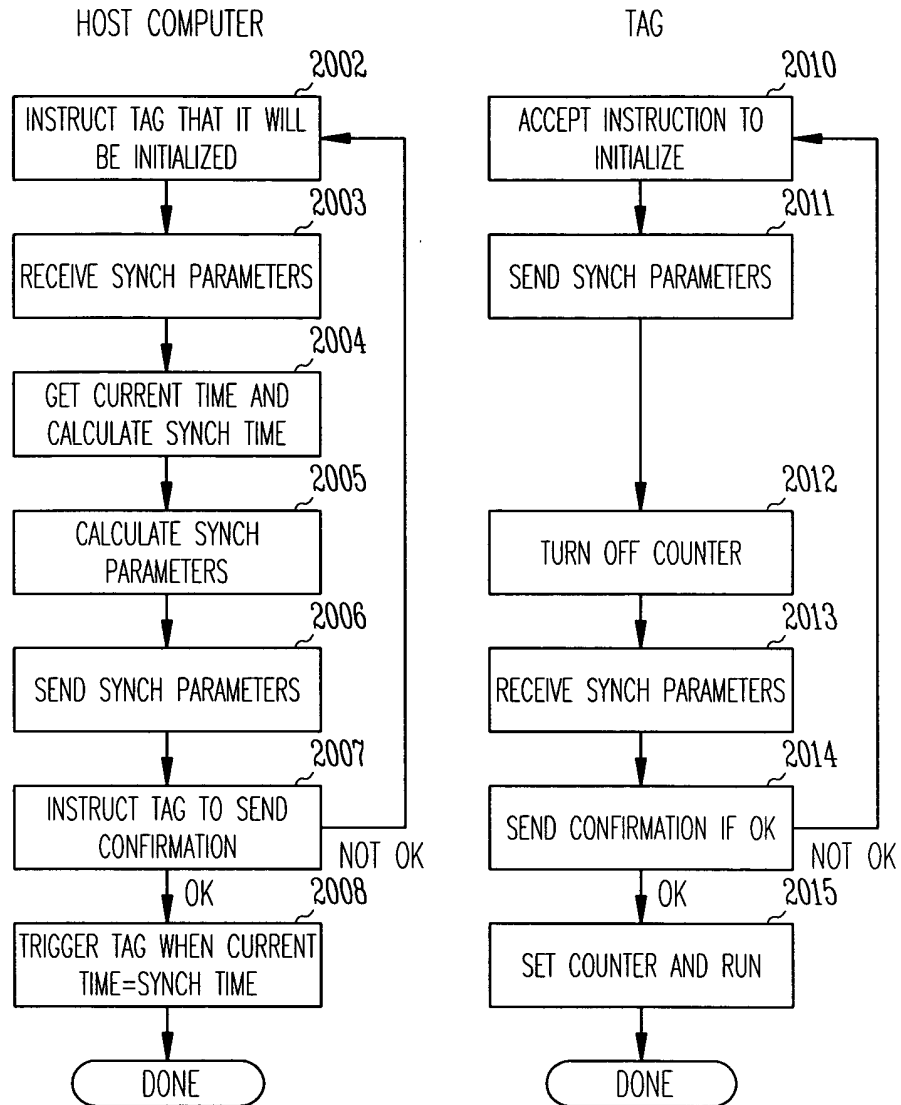 HOST COMPUTER
2002
INSTRUCT TAG THAT IT WILL
BE INITIALIZED
2003
RECEIVE SYNCH PARAMETERS
2004
GET CURRENT TIME AND
CALCULATE SYNCH TIME
2005
CALCULATE SYNCH
PARAMETERS
2006
SEND SYNCH PARAMETERS
2007
INSTRUCT TAG TO SEND
CONFIRMATION
NOT OK
OK
2008
TRIGGER TAG WHEN CURRENT
TIME=SYNCH TIME
DONE
TAG
2010
ACCEPT INSTRUCTION TO
INITIALIZE
2011
SEND SYNCH PARAMETERS
2012
TURN OFF COUNTER
2013
RECEIVE SYNCH PARAMETERS
2014
SEND CONFIRMATION IF OK
NOT OK
OK
2015
SET COUNTER AND RUN
DONE